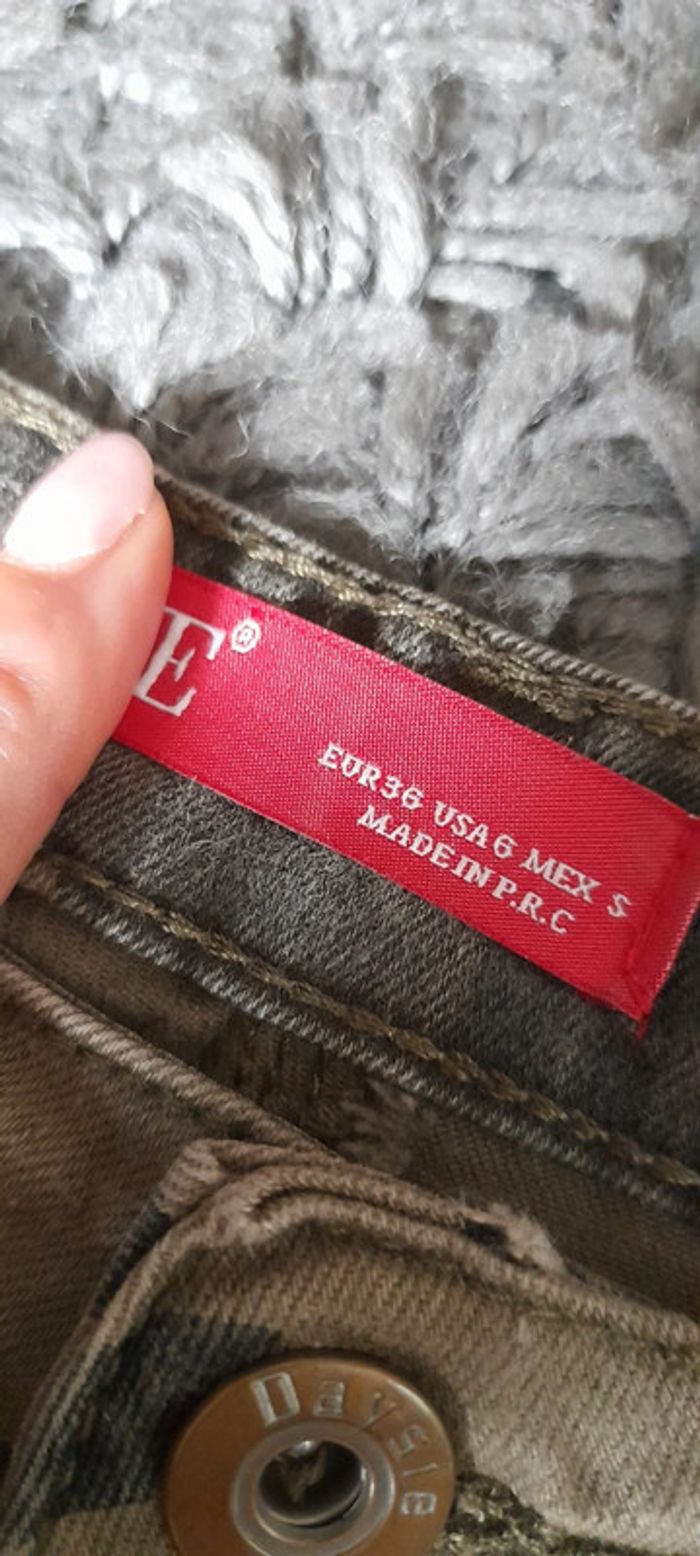 E®
EUR36 USA6 MEX S
MADE IN P.R.C
Daysie